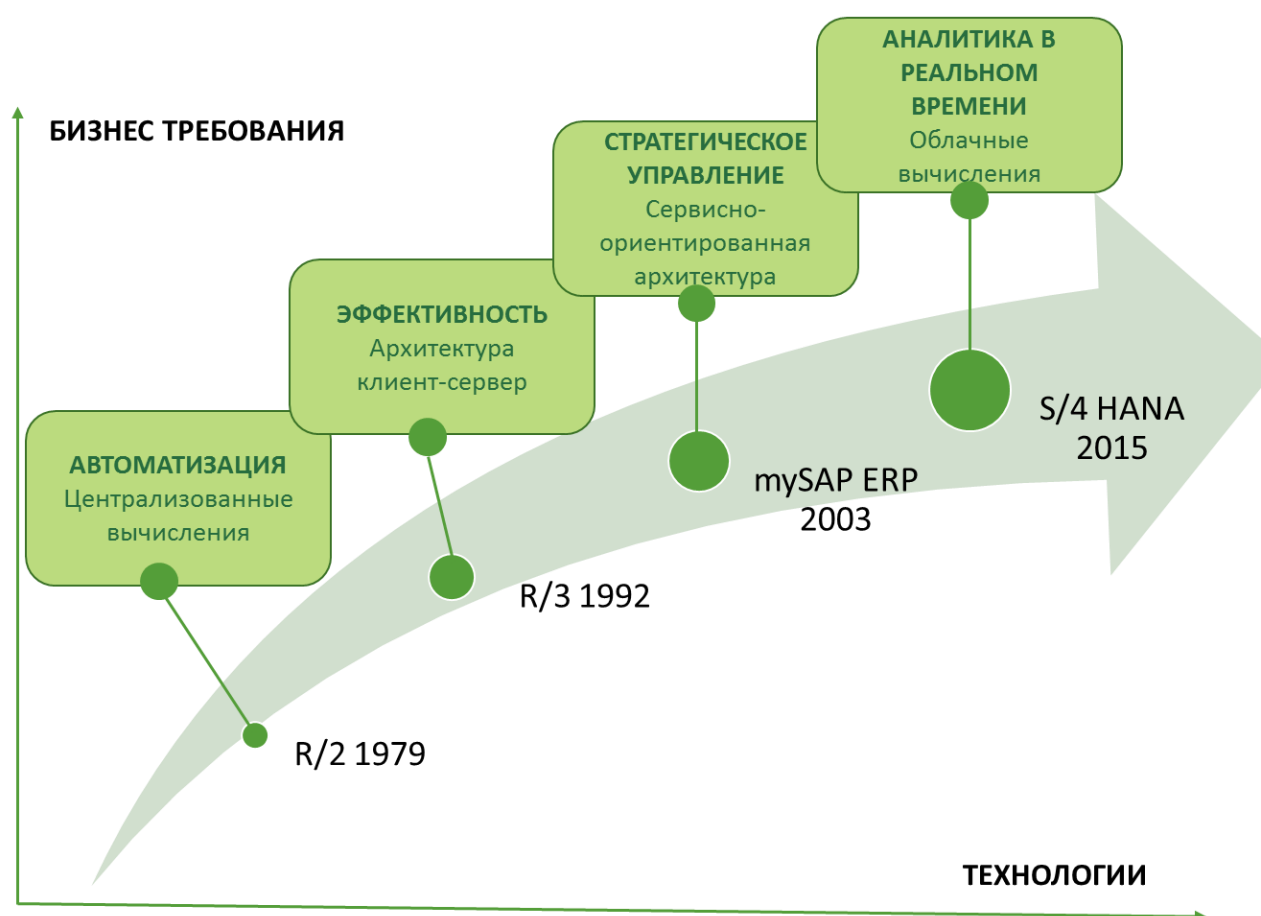 БИЗНЕС ТРЕБОВАНИЯ
АНАЛИТИКА В
РЕАЛЬНОМ
ВРЕМЕНИ
Облачные
вычисления
СТРАТЕГИЧЕСКОЕ
УПРАВЛЕНИЕ
Сервисно-
ориентированная
архитектура
ЭФФЕКТИВНОСТЬ
Архитектура
клиент-сервер
АВТОМАТИЗАЦИЯ
Централизованные
вычисления
S/4 HANA
2015
mySAP ERP
2003
R/3 1992
R/2 1979
ТЕХНОЛОГИИ